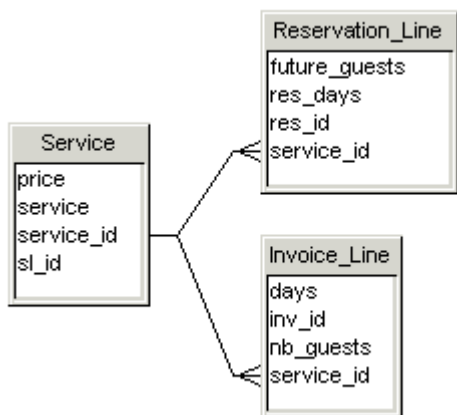 Reservation_Line
future_guests
res_days
res_id
service_id
Service
price
service
service_id
sl_id
Invoice_Line
days
inv_id
nb_guests
service_id